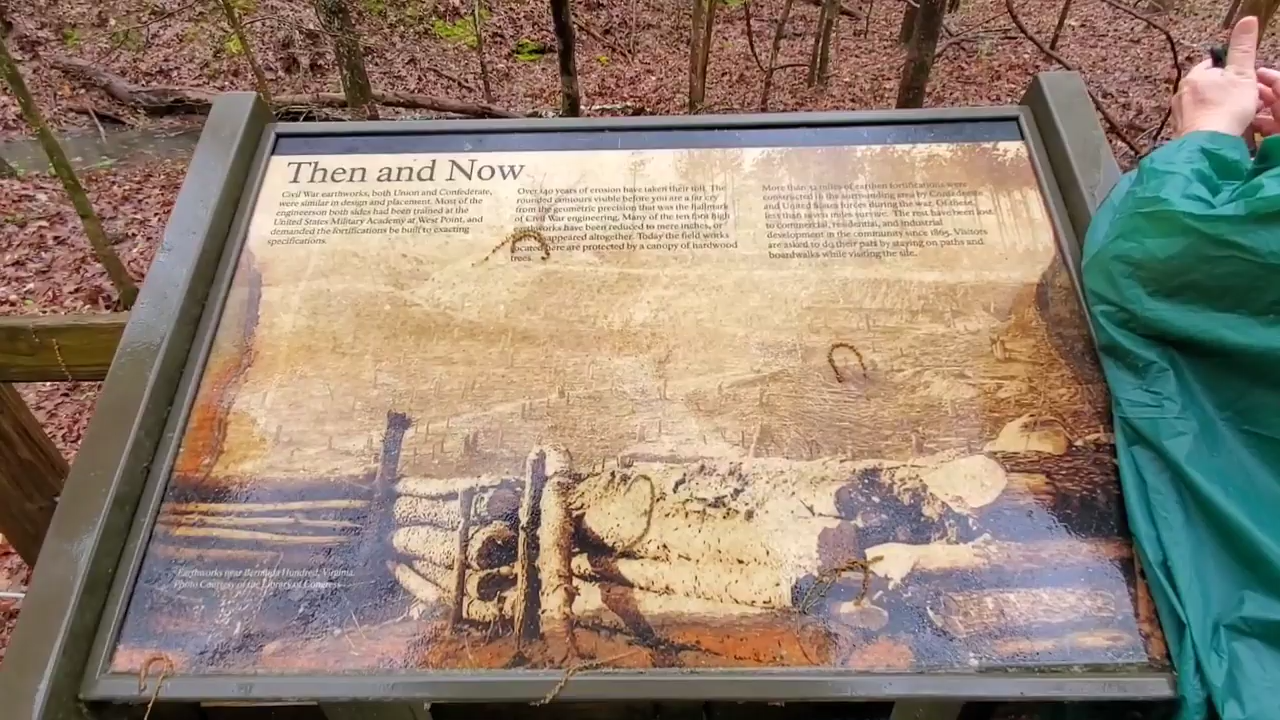 Then and Now
Civil War earthworks, both Union and Confederate,
were similar in design and placement. Most of the
engineerson both sides had been trained at the
United States Military Academy at West Point, and
demanded the fortifications be built to exacting
specifications.
Over 140 years of erosion have taken their toll. The
rounded contours visible before you are a far cry
from the geometric precision that was the hallmark
of Civil War engineering. Many of the ten foot high
earthworks have been reduced to mere inches, or
appeared altogether. Today the field works
located here are protected by a canopy of hardwood
trees.
More than 52 miles of earthen fortifications were
constructed in the surrounding area by Confederate
and United States forces during the war. Of these,
less than seven miles survive. The rest have been lost
to commercial, residential, and industrial
development in the community since 1865. Visitors
are asked to do their part by staying on paths and
boardwalks while visiting the site.
Earthworks near Bermuda Hundred, Virginia.
Photo Courtesy of the Library of Congress